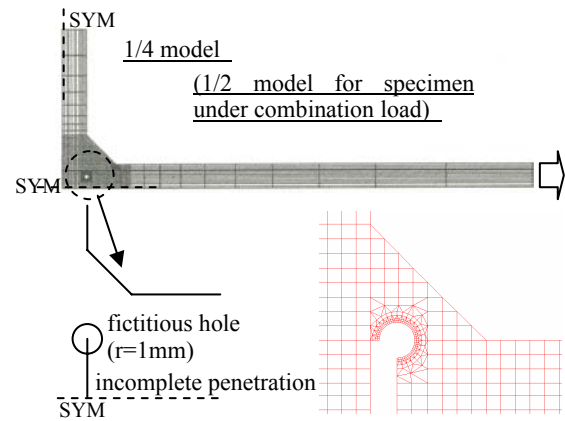 SYM
1/4 model
(1/2 model for specimen
under combination load)
SYM
fictitious hole
(r=1mm)
incomplete penetration
SYM